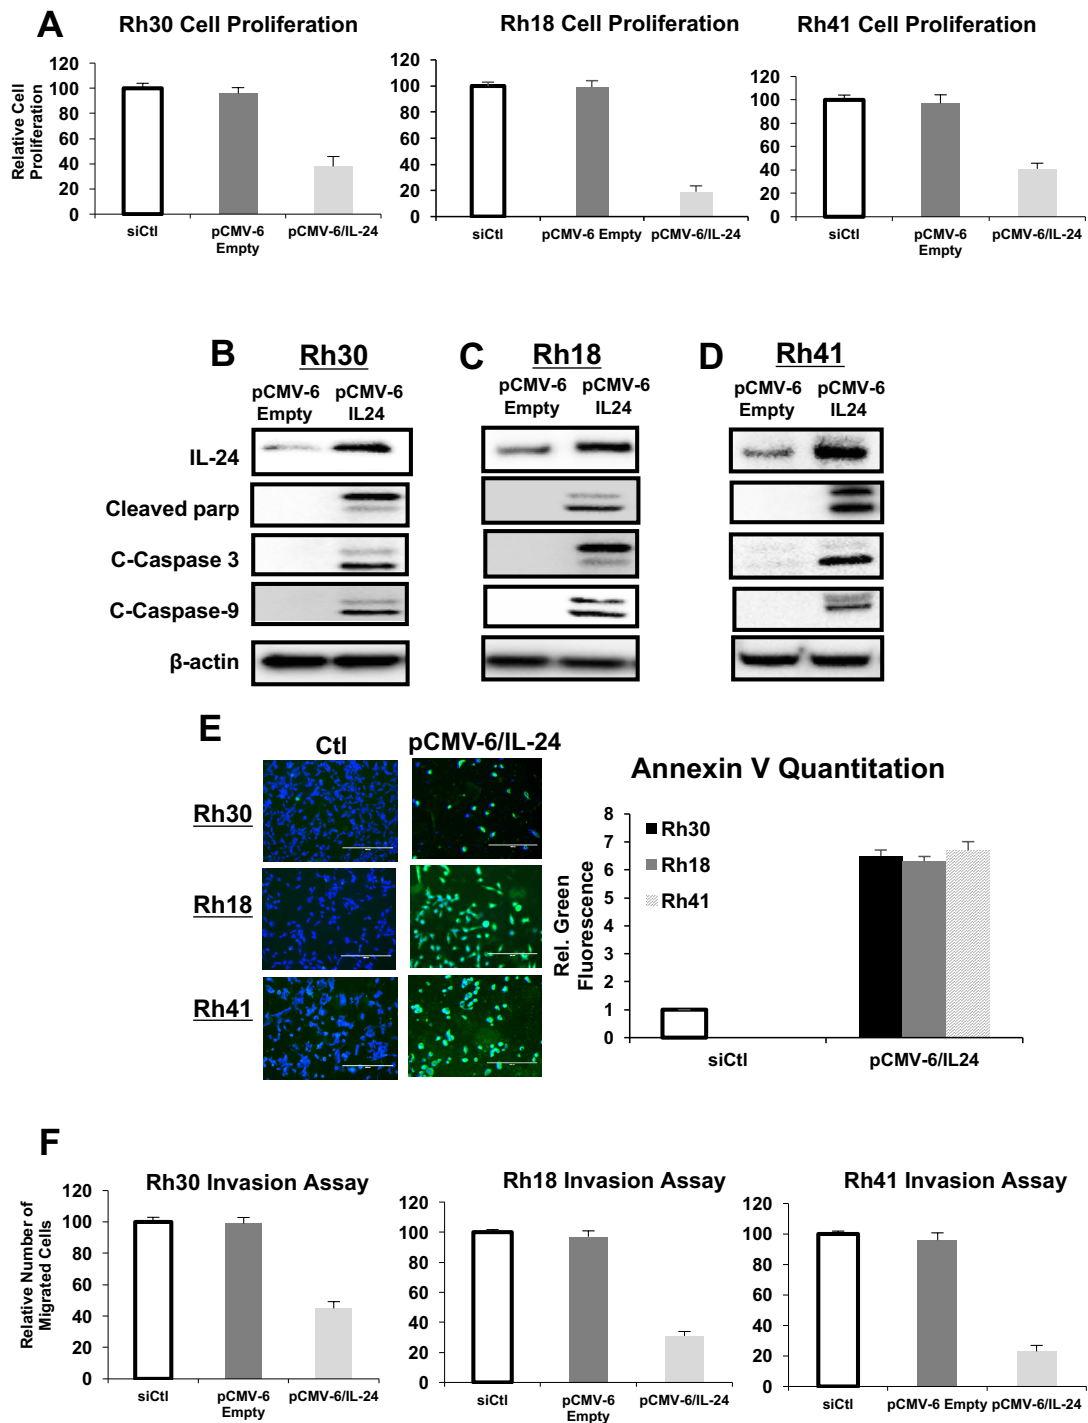 A
Rh30 Cell Proliferation
Rh18 Cell Proliferation
Rh41 Cell Proliferation
Relative Cell
Proliferation
120
100
80
60
40
20
0
siCtl
pCMV-6
Empty
pCMV-6/IL-24
120
100
80
60
40
20
0
siCtl
pCMV-6 Empty
pCMV-6/IL-24
120
100
80
60
40
20
0
siCtl
pCMV-6
Empty
pCMV-6/IL-24
B
Rh30
C
Rh18
D
Rh41
pCMV-6
Empty
pCMV-6
IL24
pCMV-6
Empty
pCMV-6
IL24
pCMV-6
Empty
pCMV-6
IL24
IL-24
Cleaved parp
C-Caspase 3
C-Caspase-9
β-actin
E
Ctl
pCMV-6/IL-24
Rh30
Rh18
Rh41
Annexin V Quantitation
Rel. Green
Fluorescence
8
7
6
5
4
3
2
1
0
Rh30
Rh18
Rh41
siCtl
pCMV-6/IL24
F
Rh30 Invasion Assay
Rh18 Invasion Assay
Rh41 Invasion Assay
Relative Number of
Migrated Cells
120
100
80
60
40
20
0
siCtl
pCMV-6
Empty
pCMV-6/IL-24
120
100
80
60
40
20
0
siCtl
pCMV-6
Empty
pCMV-6/IL-24
120
100
80
60
40
20
0
siCtl
pCMV-6 Empty
pCMV-6/IL-24